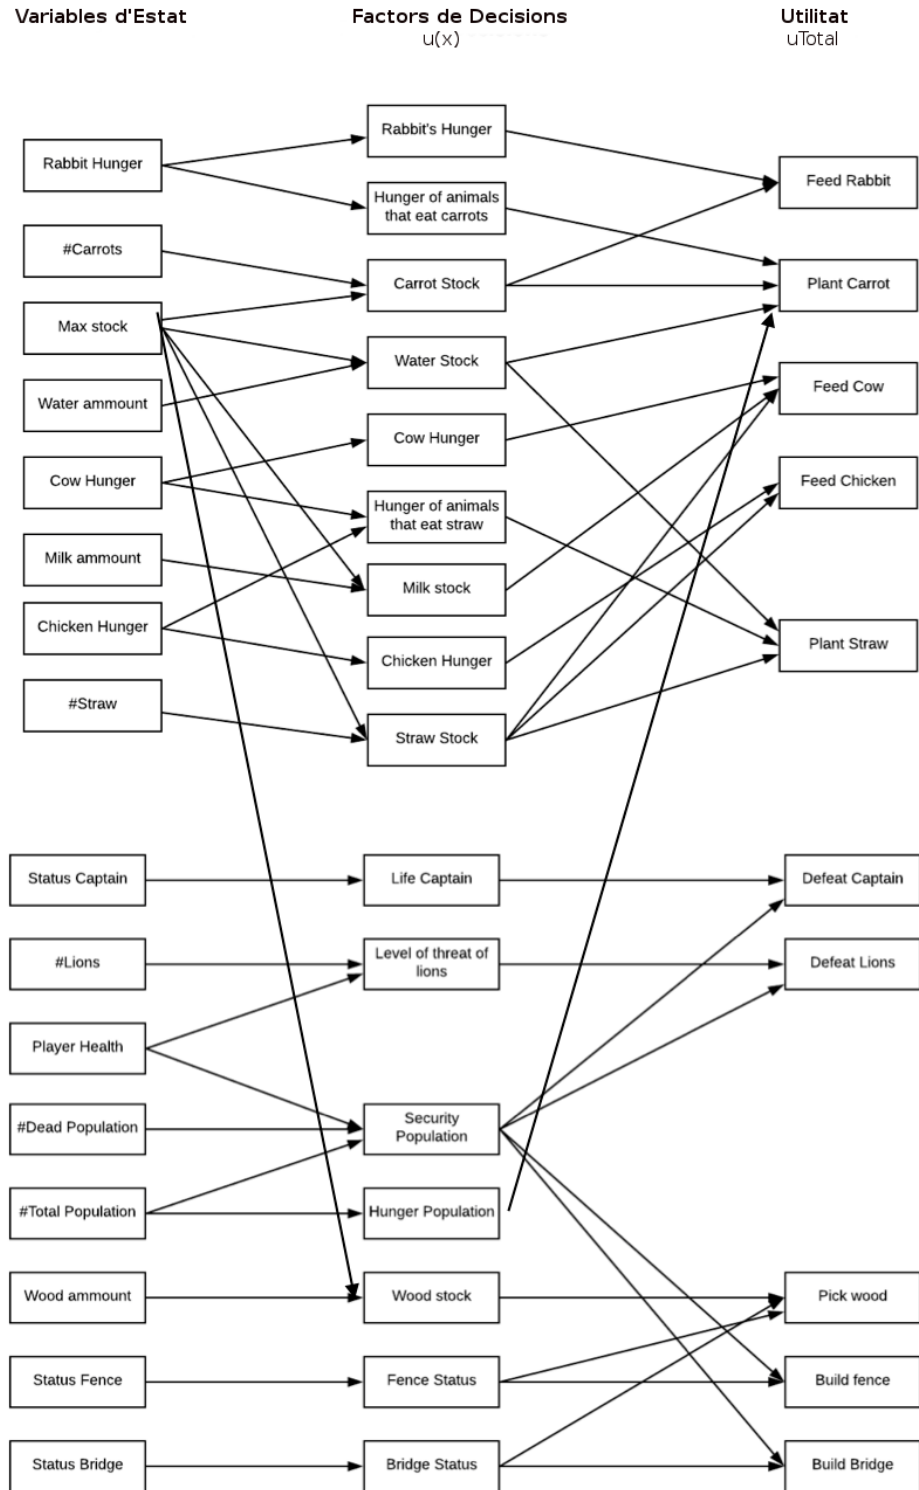 Variables d'Estat
Factors de Decisions
u(x)
Utilitat
uTotal
Rabbit Hunger
#Carrots
Max stock
Water ammount
Cow Hunger
Milk ammount
Chicken Hunger
#Straw
Rabbit's Hunger
Hunger of animals
that eat carrots
Carrot Stock
Water Stock
Cow Hunger
Hunger of animals
that eat straw
Milk stock
Chicken Hunger
Straw Stock
Feed Rabbit
Plant Carrot
Feed Cow
Feed Chicken
Plant Straw
Status Captain
#Lions
Player Health
#Dead Population
#Total Population
Wood ammount
Status Fence
Status Bridge
Life Captain
Level of threat of
lions
Security
Population
Hunger Population
Wood stock
Fence Status
Bridge Status
Defeat Captain
Defeat Lions
Pick wood
Build fence
Build Bridge